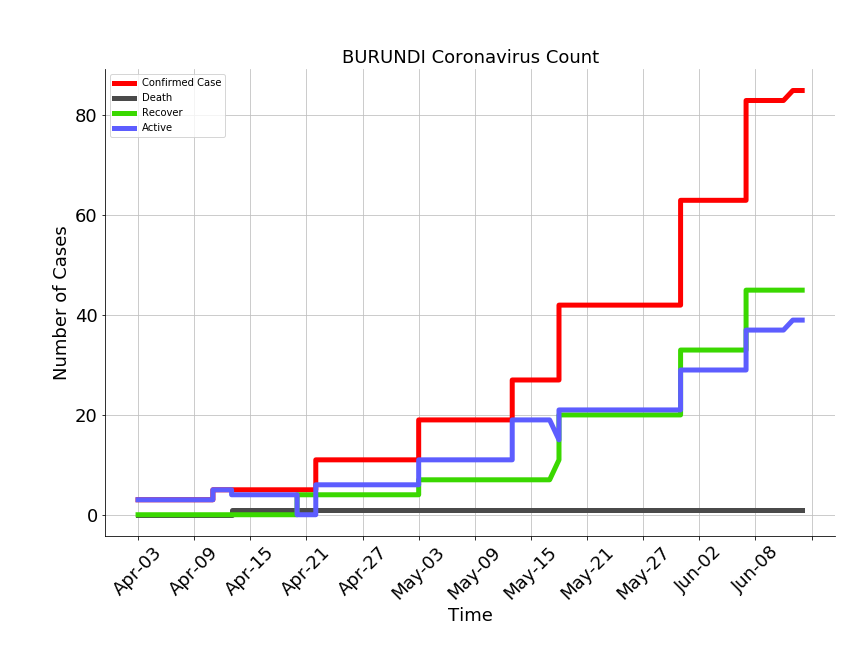 BURUNDI Coronavirus Count
Confirmed Case
Death
Recover
Active
Number of Cases
80
60
40
20
0
Apr-03
Apr-09
Apr-15
Apr-21
Apr-27
May-03
May-09
May-15
May-21
May-27
Jun-02
Jun-08
Time